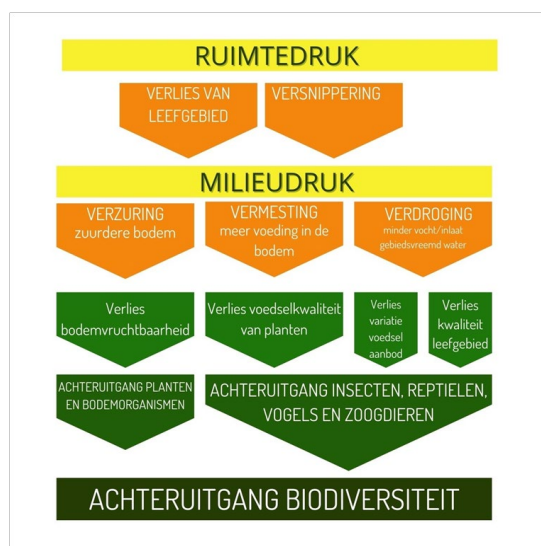 RUIMTEDRUK
VERLIES VAN
LEEFGEBIED
VERSNIPPERING
MILIEUDRUK
VERZURING
zuurdere bodem
VERMESTING
meer voeding in de
bodem
VERDROGING
minder vocht/inlaat
gebiedsvreemd water
Verlies
bodemvruchtbaarheid
Verlies voedselkwaliteit
van planten
Verlies
variatie
voedsel
aanbod
Verlies
kwaliteit
leefgebied
ACHTERUITGANG PLANTEN
EN BODEMORGANISMEN
ACHTERUITGANG INSECTEN, REPTIELEN,
VOGELS EN ZOOGDIEREN
ACHTERUITGANG BIODIVERSITEIT